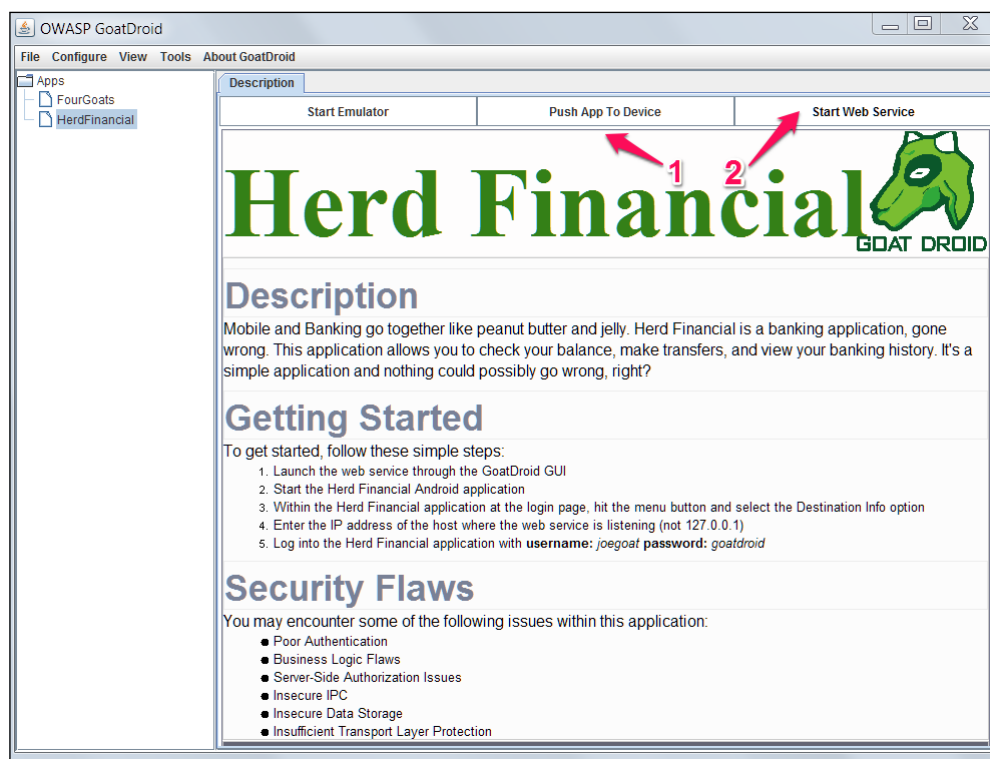 OWASP GoatDroid
File Configure View Tools About GoatDroid
Apps
FourGoats
HerdFinancial
Description
Start Emulator Push App To Device Start Web Service
1 2
Herd Financial
GOAT DROID
Description
Mobile and Banking go together like peanut butter and jelly. Herd Financial is a banking application, gone
wrong. This application allows you to check your balance, make transfers, and view your banking history. It's a
simple application and nothing could possibly go wrong, right?
Getting Started
To get started, follow these simple steps:
1. Launch the web service through the GoatDroid GUI
2. Start the Herd Financial Android application
3. Within the Herd Financial application at the login page, hit the menu button and select the Destination Info option
4. Enter the IP address of the host where the web service is listening (not 127.0.0.1)
5. Log into the Herd Financial application with username: joegoat password: goatdroid
Security Flaws
You may encounter some of the following issues within this application:
● Poor Authentication
● Business Logic Flaws
● Server-Side Authorization Issues
● Insecure IPC
● Insecure Data Storage
● Insufficient Transport Layer Protection